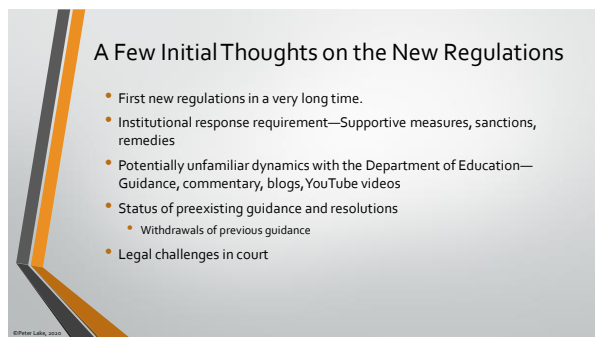 A Few Initial Thoughts on the New Regulations
• First new regulations in a very long time.
• Institutional response requirement—Supportive measures, sanctions,
remedies
• Potentially unfamiliar dynamics with the Department of Education—
Guidance, commentary, blogs, YouTube videos
• Status of preexisting guidance and resolutions
• Withdrawals of previous guidance
• Legal challenges in court
©Peter Lake, 2020